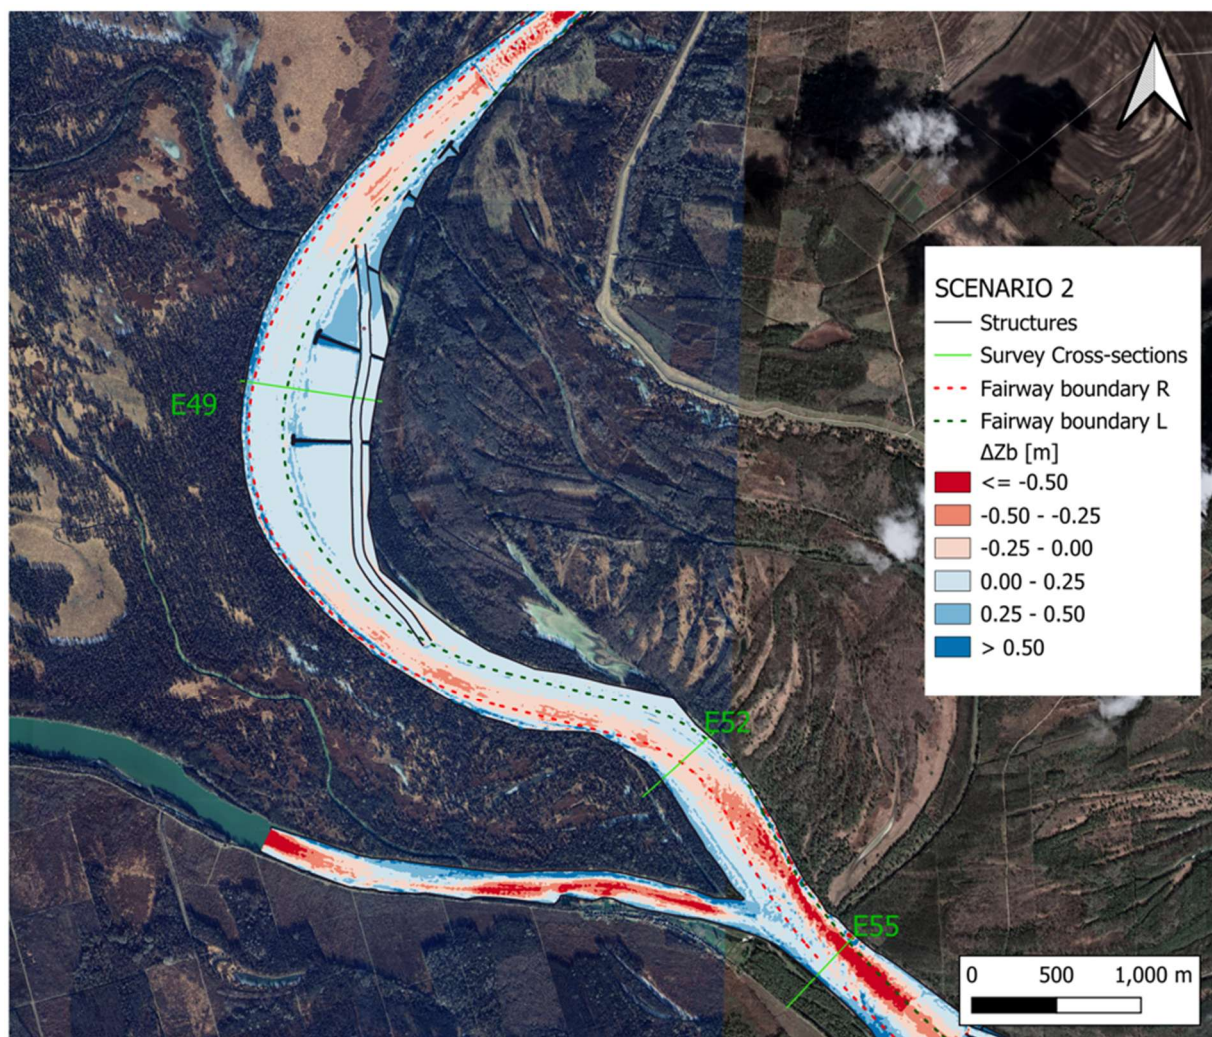 SCENARIO 2
Structures
Survey Cross-sections
Fairway boundary R
Fairway boundary L
ΔZb [m]
<= -0.50
-0.50 - -0.25
-0.25 - 0.00
0.00 - 0.25
0.25 - 0.50
> 0.50
E49
E52
E55
0 500 1,000 m